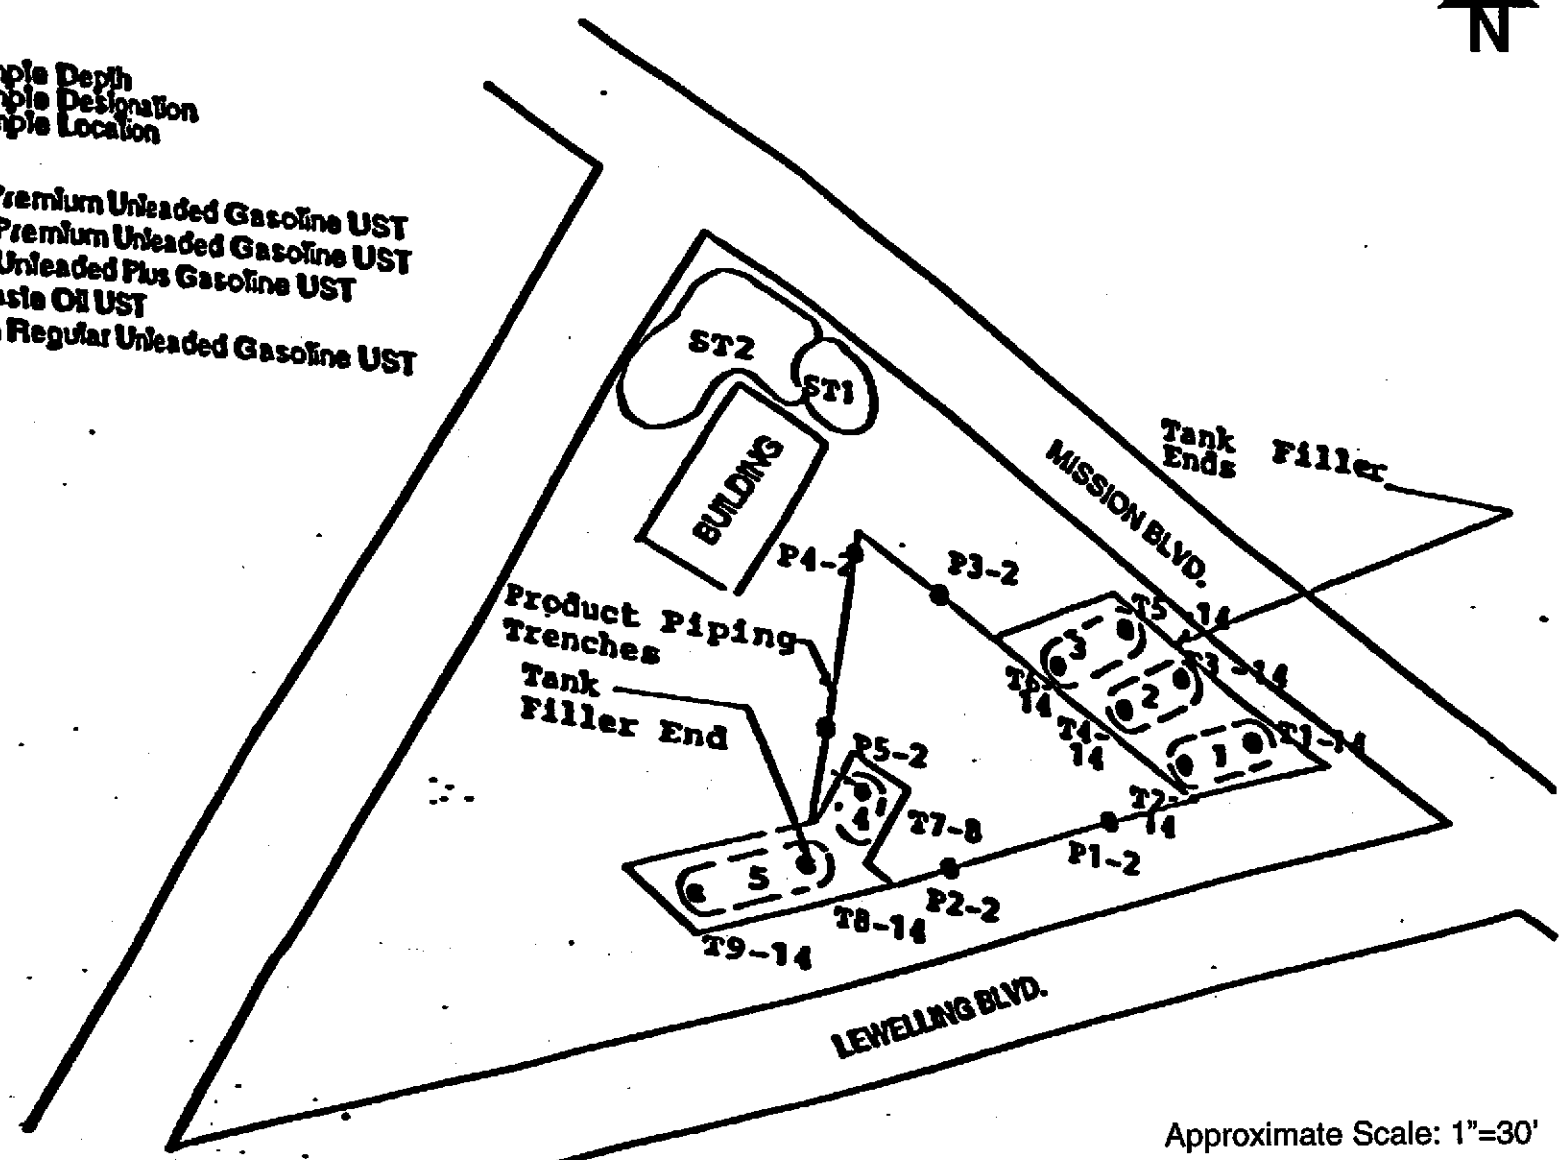 N
Sample Depth
Sample Designation
Sample Location
Premium Unleaded Gasoline UST
Premium Unleaded Gasoline UST
Unleaded Plus Gasoline UST
Oil UST
Regular Unleaded Gasoline UST
ST2
ST1
BUILDING
MISSION BLVD.
Tank
Ends
Filler
P4-2
P3-2
Product Piping
Trenches
Tank
Filler End
T5
-14
3
T3-14
T6-
14
2
T4-
14
1
T1-14
P5-2
4
T7-8
T2-
14
P1-2
5
P2-2
T8-14
T9-14
LEWELLING BLVD.
Approximate Scale: 1"=30'